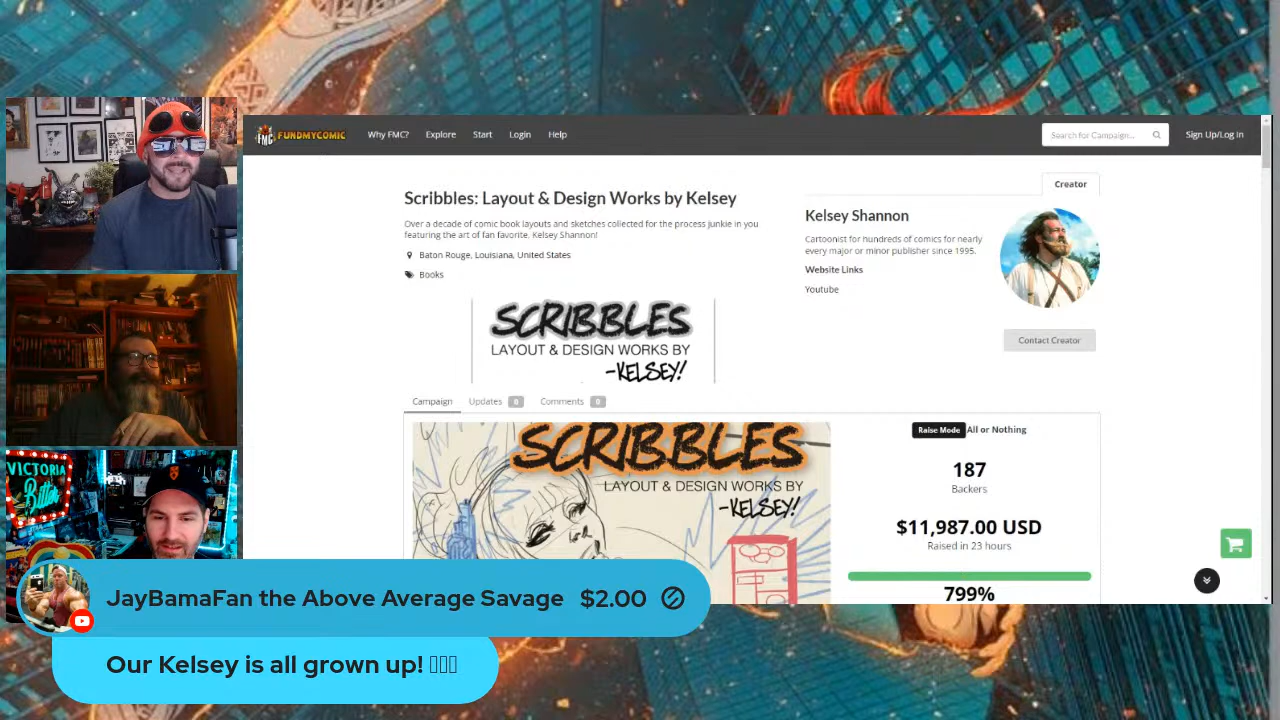 FMC FUNDMYCOMIC
Why FMC? Explore Start Login Help
Search for Campaign...
Sign Up/Log In
Creator
Scribbles: Layout & Design Works by Kelsey
Over a decade of comic book layouts and sketches collected for the process junkie in you
featuring the art of fan favorite, Kelsey Shannon!
Baton Rouge, Louisiana, United States
Books
Kelsey Shannon
Cartoonist for hundreds of comics for nearly
every major or minor publisher since 1995.
Website Links
Youtube
Contact Creator
SCRIBBLES
LAYOUT & DESIGN WORKS BY
-KELSEY!
Campaign Updates 0 Comments 0
SCRIBBLES
LAYOUT & DESIGN WORKS BY
-KELSEY!
Raise Mode All or Nothing
187
Backers
$11,987.00 USD
Raised in 23 hours
799%
VICTORIA
Bitter
JayBamaFan the Above Average Savage $2.00
Our Kelsey is all grown up!